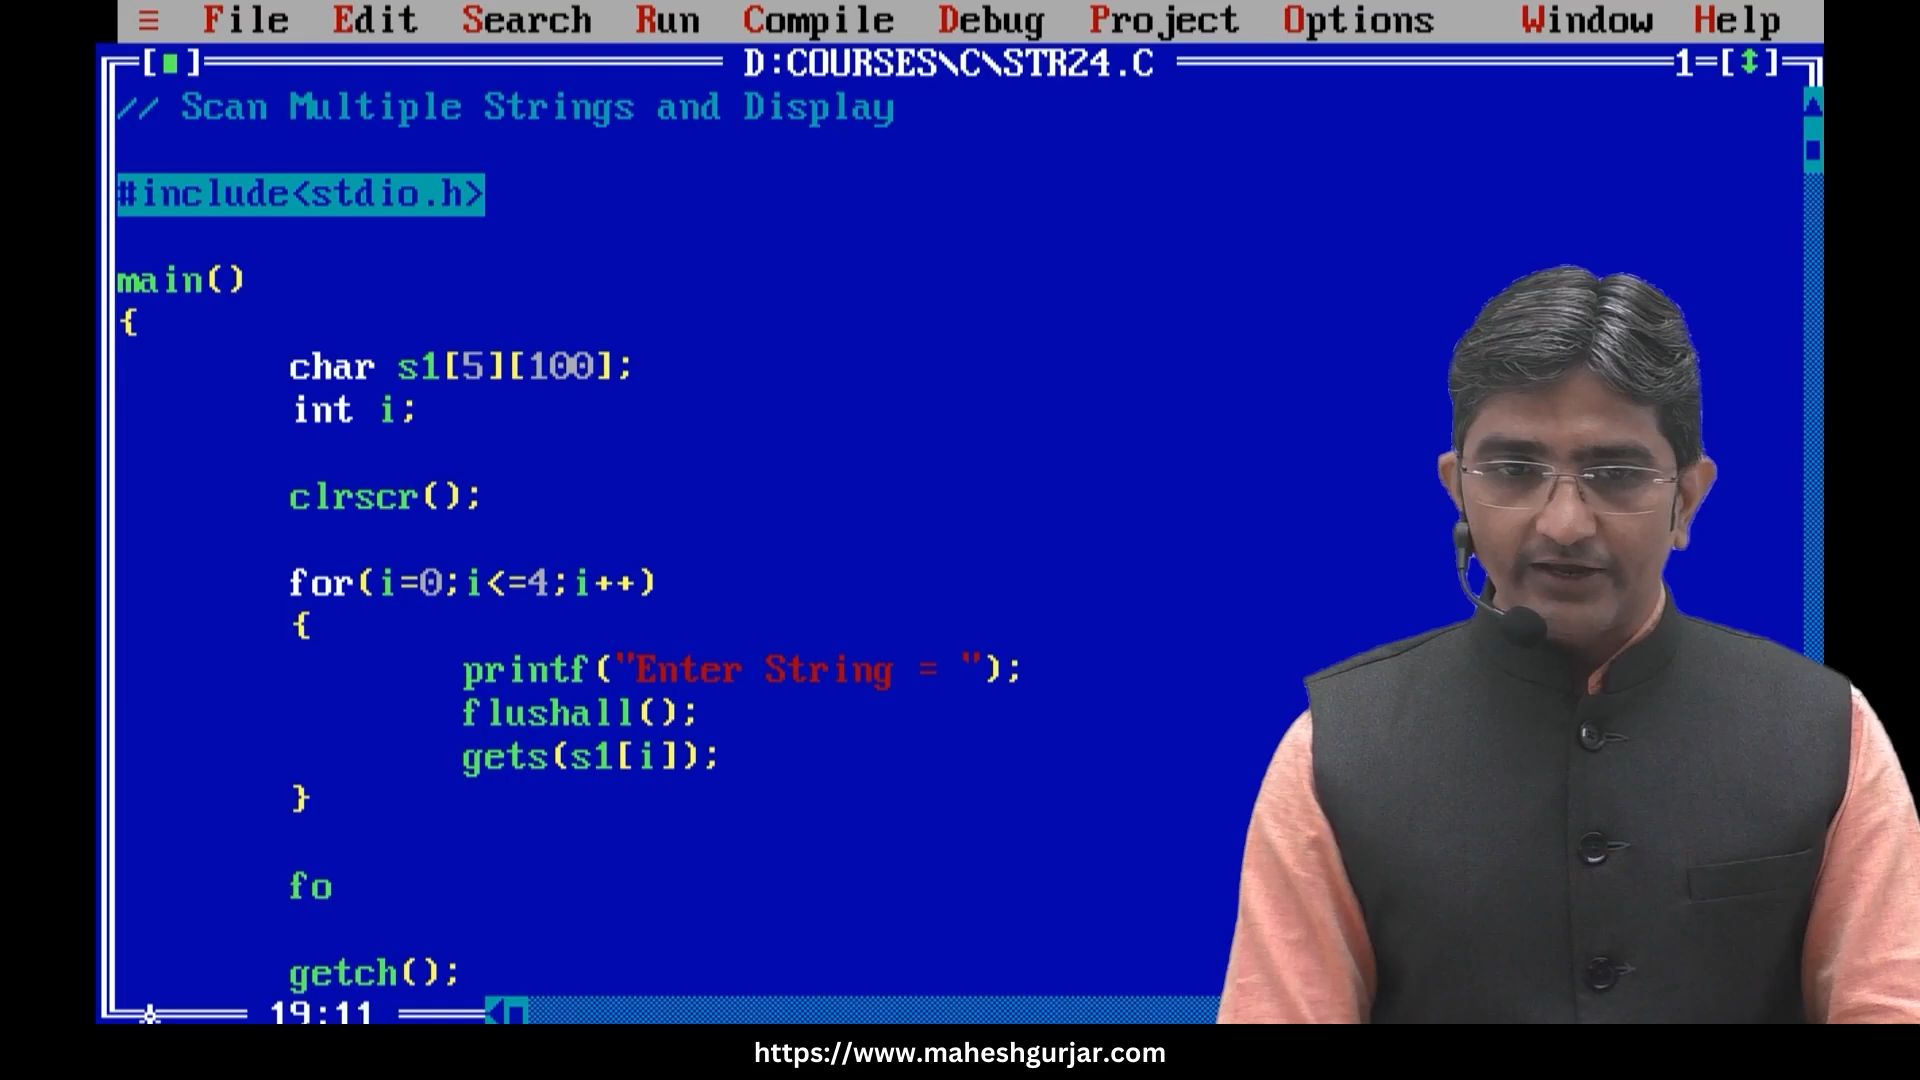 ≡ File Edit Search Run Compile Debug Project Options Window Help
[■] D:COURSES\C\STR24.C 1=[↕]
// Scan Multiple Strings and Display
#include<stdio.h>
main()
{
char s1[5][100];
int i;
clrscr();
for(i=0;i<=4;i++)
{
printf("Enter String = ");
flushall();
gets(s1[i]);
}
fo
getch();
19:11
https://www.maheshgurjar.com